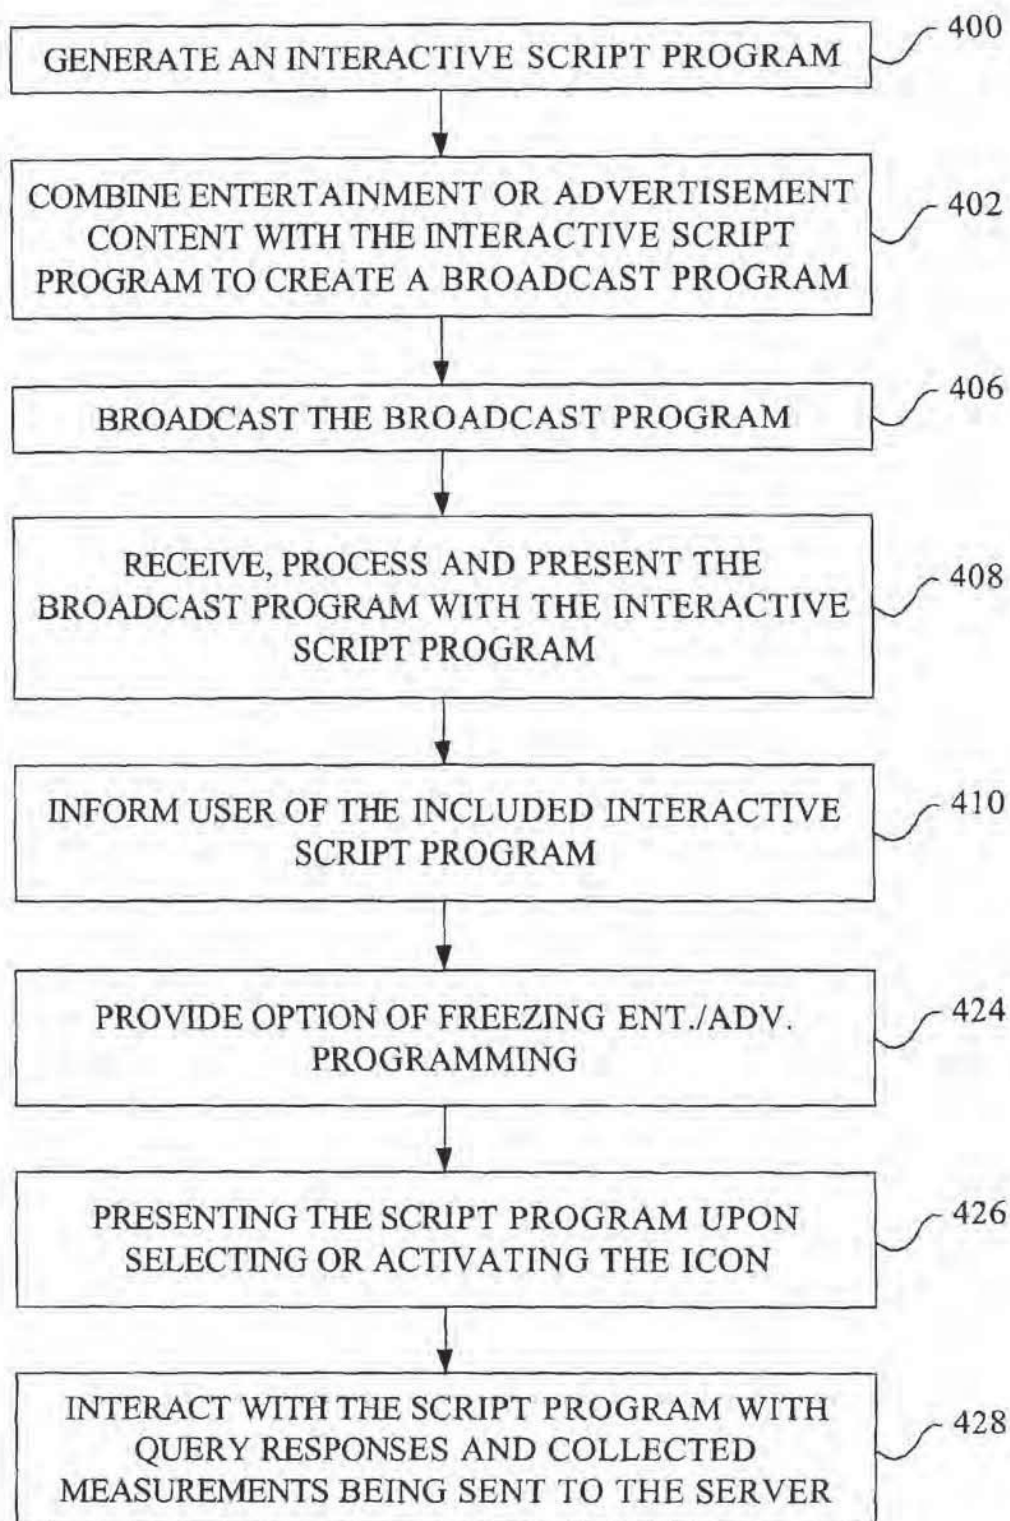 GENERATE AN INTERACTIVE SCRIPT PROGRAM
400
COMBINE ENTERTAINMENT OR ADVERTISEMENT
CONTENT WITH THE INTERACTIVE SCRIPT
PROGRAM TO CREATE A BROADCAST PROGRAM
402
BROADCAST THE BROADCAST PROGRAM
406
RECEIVE, PROCESS AND PRESENT THE
BROADCAST PROGRAM WITH THE INTERACTIVE
SCRIPT PROGRAM
408
INFORM USER OF THE INCLUDED INTERACTIVE
SCRIPT PROGRAM
410
PROVIDE OPTION OF FREEZING ENT./ADV.
PROGRAMMING
424
PRESENTING THE SCRIPT PROGRAM UPON
SELECTING OR ACTIVATING THE ICON
426
INTERACT WITH THE SCRIPT PROGRAM WITH
QUERY RESPONSES AND COLLECTED
MEASUREMENTS BEING SENT TO THE SERVER
428